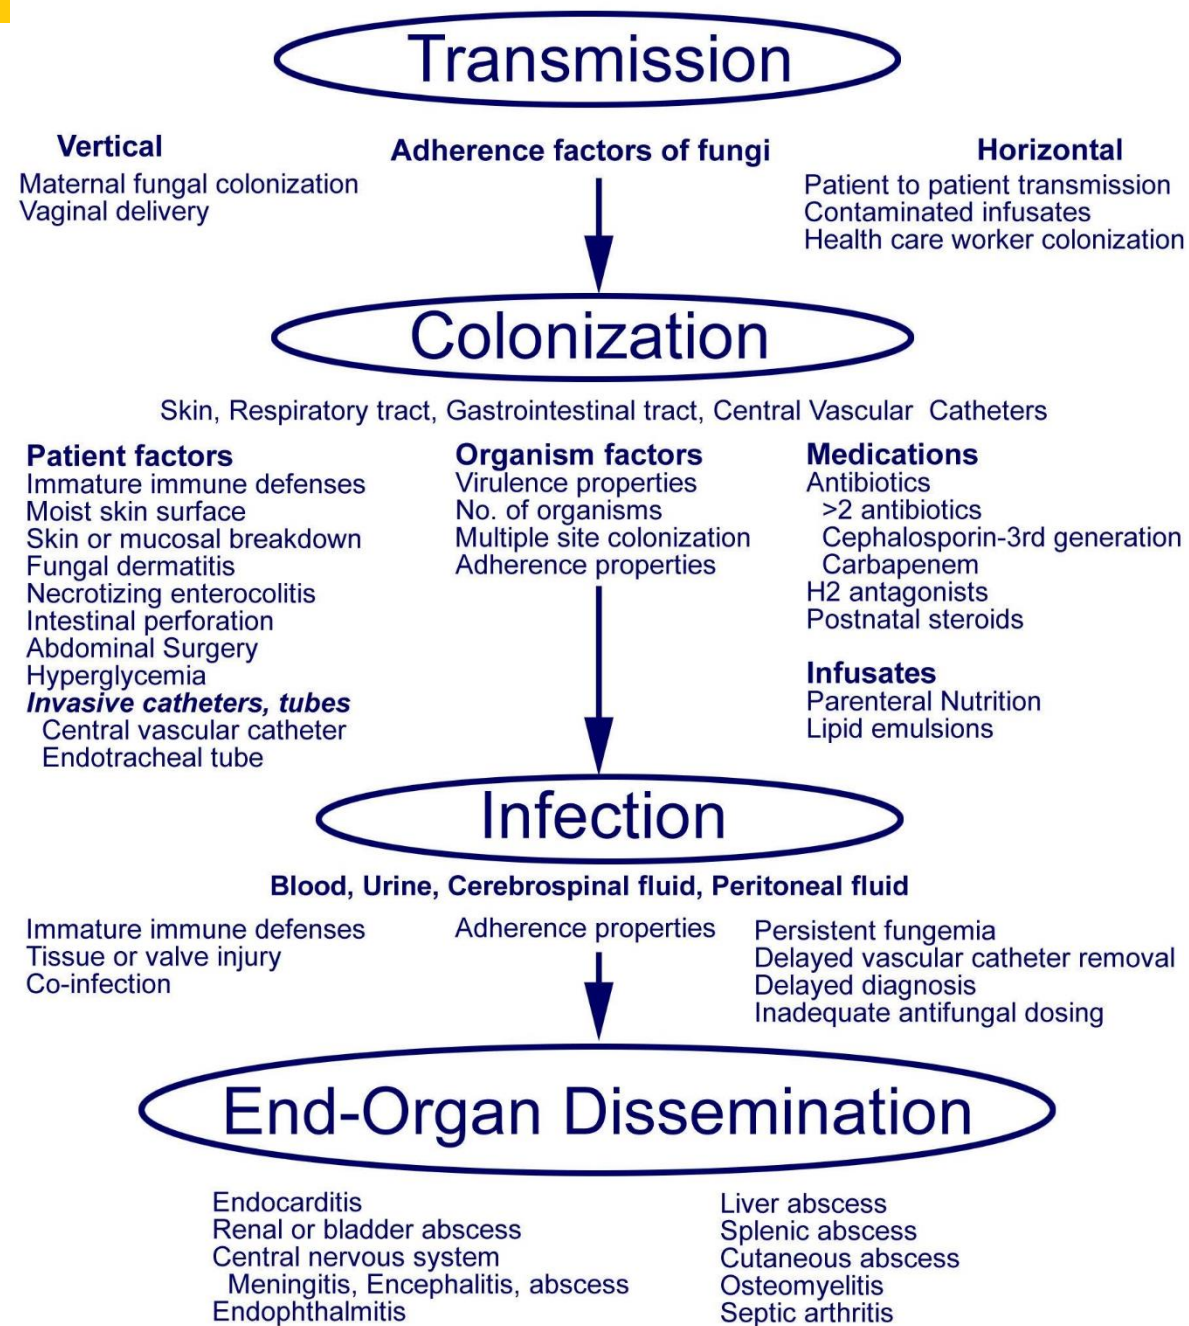 Transmission
Vertical
Maternal fungal colonization
Vaginal delivery
Adherence factors of fungi
Horizontal
Patient to patient transmission
Contaminated infusates
Health care worker colonization
Colonization
Skin, Respiratory tract, Gastrointestinal tract, Central Vascular Catheters
Patient factors
Immature immune defenses
Moist skin surface
Skin or mucosal breakdown
Fungal dermatitis
Necrotizing enterocolitis
Intestinal perforation
Abdominal Surgery
Hyperglycemia
Invasive catheters, tubes
Central vascular catheter
Endotracheal tube
Organism factors
Virulence properties
No. of organisms
Multiple site colonization
Adherence properties
Medications
Antibiotics
>2 antibiotics
Cephalosporin-3rd generation
Carbapenem
H2 antagonists
Postnatal steroids
Infusates
Parenteral Nutrition
Lipid emulsions
Infection
Blood, Urine, Cerebrospinal fluid, Peritoneal fluid
Immature immune defenses
Tissue or valve injury
Co-infection
Adherence properties
Persistent fungemia
Delayed vascular catheter removal
Delayed diagnosis
Inadequate antifungal dosing
End-Organ Dissemination
Endocarditis
Renal or bladder abscess
Central nervous system
Meningitis, Encephalitis, abscess
Endophthalmitis
Liver abscess
Splenic abscess
Cutaneous abscess
Osteomyelitis
Septic arthritis